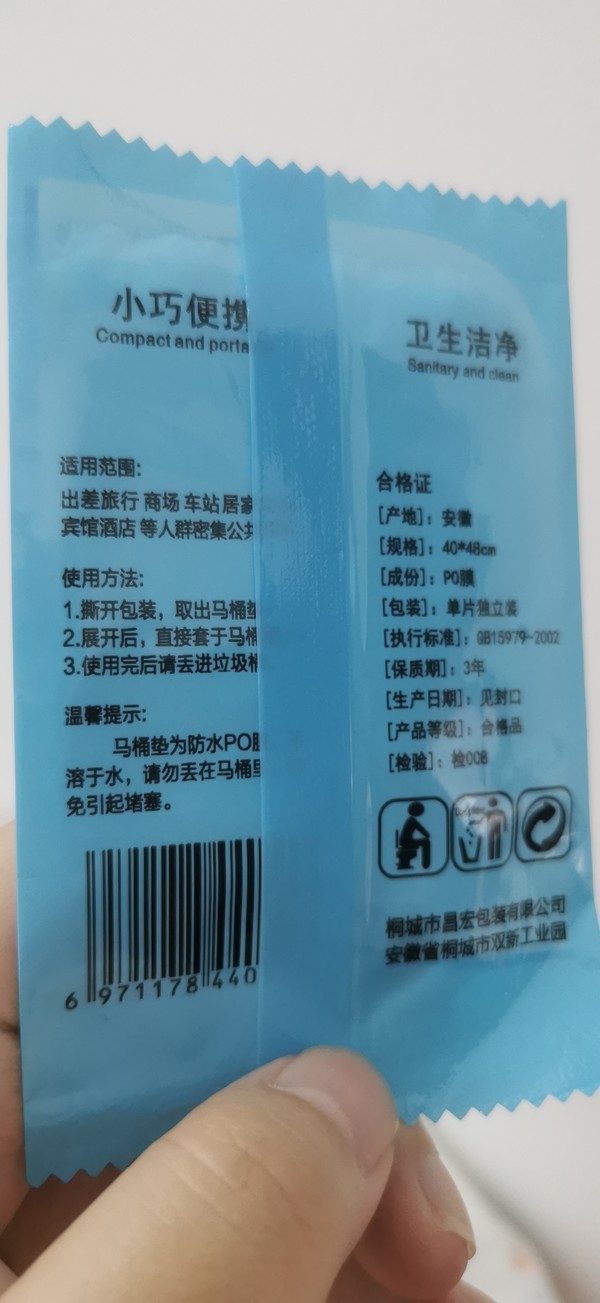 小巧便携
Compact and porta
适用范围:
出差旅行 商场 车站 居家
宾馆酒店 等人群密集公共
使用方法:
1.撕开包装，取出马桶垫
2.展开后，直接套于马桶
3.使用完后请丢进垃圾桶
温馨提示:
马桶垫为防水PO膜
溶于水，请勿丢在马桶里
免引起堵塞。
6 971178 440
卫生洁净
Sanitary and clean
合格证
[产地]：安徽
[规格]：40*48cm
[成份]：PO膜
[包装]：单片独立装
[执行标准]：GB15979-2002
[保质期]：3年
[生产日期]：见封口
[产品等级]：合格品
[检验]：检008
桐城市昌宏包装有限公司
安徽省桐城市双新工业园